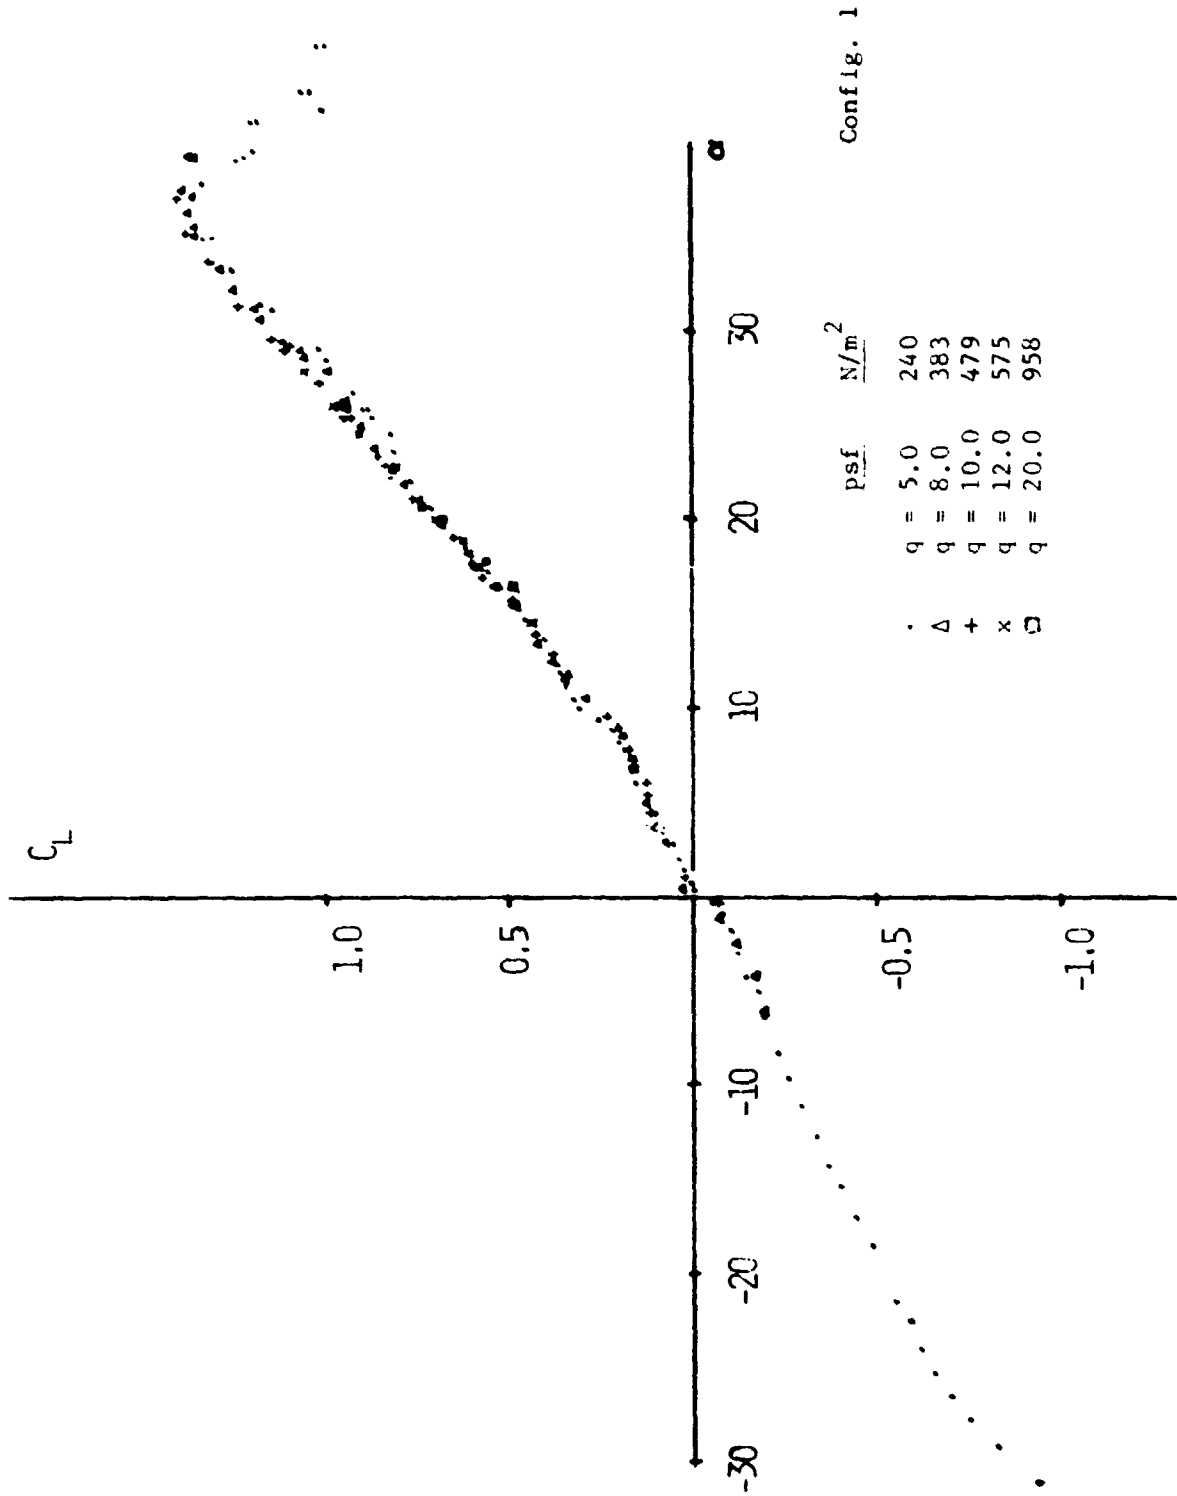 C_L
1.0
0.5
-0.5
-1.0
-30
-20
-10
10
20
30
α
psf N/m²
· q = 5.0 240
Δ q = 8.0 383
+ q = 10.0 479
x q = 12.0 575
□ q = 20.0 958
Config. 1